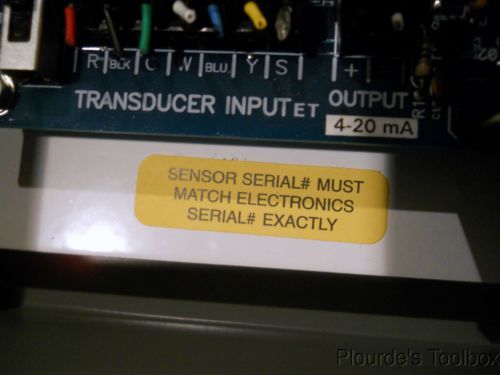 R BLK G W BLU Y S +
TRANSDUCER INPUT ET OUTPUT
4-20 mA
SENSOR SERIAL# MUST
MATCH ELECTRONICS
SERIAL# EXACTLY
Plourde's Toolbox